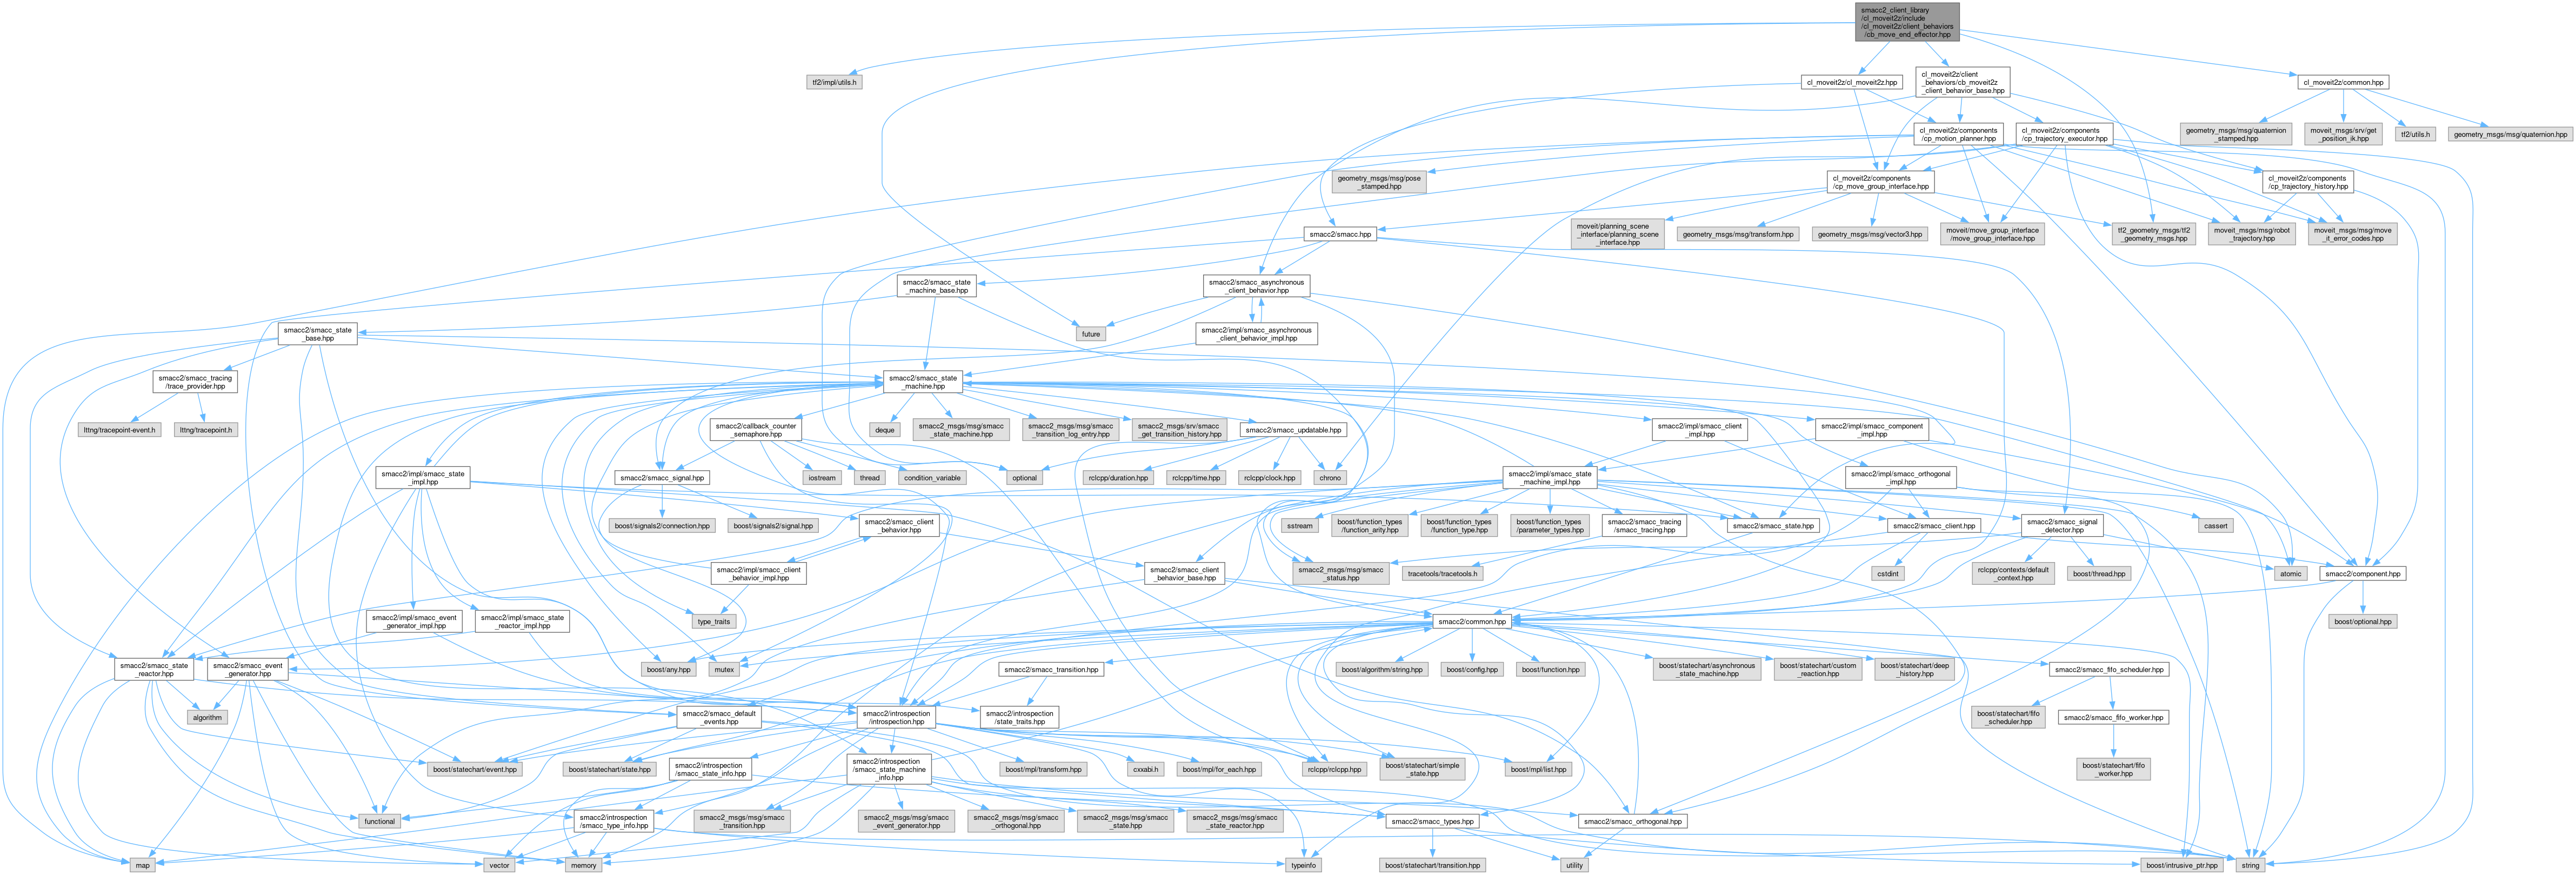 smacc2_client_library
/cl_moveit2z/include
/cl_moveit2z/client_behaviors
/cb_move_end_effector.hpp
tf2/impl/utils.h
cl_moveit2z/cl_moveit2z.hpp
cl_moveit2z/client
_behaviors/cb_moveit2z
_client_behavior_base.hpp
cl_moveit2z/common.hpp
cl_moveit2z/components
/cp_motion_planner.hpp
cl_moveit2z/components
/cp_trajectory_executor.hpp
geometry_msgs/msg/quaternion
_stamped.hpp
moveit_msgs/srv/get
_position_ik.hpp
tf2/utils.h
geometry_msgs/msg/quaternion.hpp
geometry_msgs/msg/pose
_stamped.hpp
cl_moveit2z/components
/cp_move_group_interface.hpp
cl_moveit2z/components
/cp_trajectory_history.hpp
smacc2/smacc.hpp
moveit/planning_scene
_interface/planning_scene
_interface.hpp
geometry_msgs/msg/transform.hpp
geometry_msgs/msg/vector3.hpp
moveit/move_group_interface
/move_group_interface.hpp
tf2_geometry_msgs/tf2
_geometry_msgs.hpp
moveit_msgs/msg/robot
_trajectory.hpp
moveit_msgs/msg/move
_it_error_codes.hpp
smacc2/smacc_state
_machine_base.hpp
smacc2/smacc_asynchronous
_client_behavior.hpp
smacc2/smacc_state
_base.hpp
future
smacc2/impl/smacc_asynchronous
_client_behavior_impl.hpp
smacc2/smacc_tracing
/trace_provider.hpp
smacc2/smacc_state
_machine.hpp
lttng/tracepoint-event.h
lttng/tracepoint.h
smacc2/callback_counter
_semaphore.hpp
deque
smacc2_msgs/msg/smacc
_state_machine.hpp
smacc2_msgs/msg/smacc
_transition_log_entry.hpp
smacc2_msgs/srv/smacc
_get_transition_history.hpp
smacc2/smacc_updatable.hpp
smacc2/impl/smacc_client
_impl.hpp
smacc2/impl/smacc_component
_impl.hpp
smacc2/impl/smacc_state
_impl.hpp
smacc2/smacc_signal.hpp
iostream
thread
condition_variable
optional
rclcpp/duration.hpp
rclcpp/time.hpp
rclcpp/clock.hpp
chrono
smacc2/impl/smacc_state
_machine_impl.hpp
smacc2/impl/smacc_orthogonal
_impl.hpp
boost/signals2/connection.hpp
boost/signals2/signal.hpp
smacc2/smacc_client
_behavior.hpp
sstream
boost/function_types
/function_arity.hpp
boost/function_types
/function_type.hpp
boost/function_types
/parameter_types.hpp
smacc2/smacc_tracing
/smacc_tracing.hpp
smacc2/smacc_state.hpp
smacc2/smacc_client.hpp
smacc2/smacc_signal
_detector.hpp
cassert
smacc2/impl/smacc_client
_behavior_impl.hpp
smacc2/smacc_client
_behavior_base.hpp
smacc2_msgs/msg/smacc
_status.hpp
tracetools/tracetools.h
cstdint
rclcpp/contexts/default
_context.hpp
boost/thread.hpp
atomic
smacc2/component.hpp
smacc2/impl/smacc_event
_generator_impl.hpp
smacc2/impl/smacc_state
_reactor_impl.hpp
type_traits
smacc2/common.hpp
boost/optional.hpp
smacc2/smacc_state
_reactor.hpp
smacc2/smacc_event
_generator.hpp
boost/any.hpp
mutex
smacc2/smacc_transition.hpp
boost/algorithm/string.hpp
boost/config.hpp
boost/function.hpp
boost/statechart/asynchronous
_state_machine.hpp
boost/statechart/custom
_reaction.hpp
boost/statechart/deep
_history.hpp
smacc2/smacc_fifo_scheduler.hpp
algorithm
smacc2/smacc_default
_events.hpp
smacc2/introspection
/introspection.hpp
smacc2/introspection
/state_traits.hpp
boost/statechart/fifo
_scheduler.hpp
smacc2/smacc_fifo_worker.hpp
boost/statechart/event.hpp
boost/statechart/state.hpp
smacc2/introspection
/smacc_state_info.hpp
smacc2/introspection
/smacc_state_machine
_info.hpp
boost/mpl/transform.hpp
cxxabi.h
boost/mpl/for_each.hpp
rclcpp/rclcpp.hpp
boost/statechart/simple
_state.hpp
boost/mpl/list.hpp
boost/statechart/fifo
_worker.hpp
functional
smacc2/introspection
/smacc_type_info.hpp
smacc2_msgs/msg/smacc
_transition.hpp
smacc2_msgs/msg/smacc
_event_generator.hpp
smacc2_msgs/msg/smacc
_orthogonal.hpp
smacc2_msgs/msg/smacc
_state.hpp
smacc2_msgs/msg/smacc
_state_reactor.hpp
smacc2/smacc_types.hpp
smacc2/smacc_orthogonal.hpp
map
vector
memory
typeinfo
boost/statechart/transition.hpp
utility
boost/intrusive_ptr.hpp
string